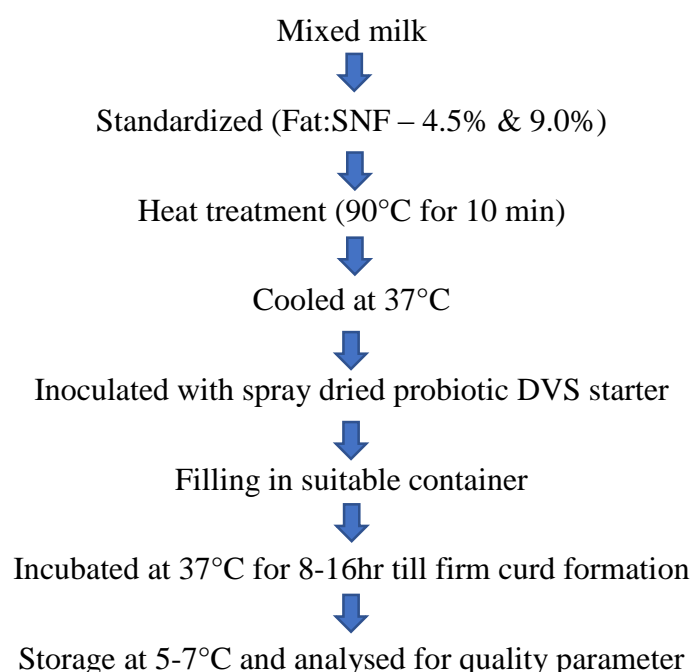 Mixed milk
Standardized (Fat:SNF – 4.5% & 9.0%)
Heat treatment (90°C for 10 min)
Cooled at 37°C
Inoculated with spray dried probiotic DVS starter
Filling in suitable container
Incubated at 37°C for 8-16hr till firm curd formation
Storage at 5-7°C and analysed for quality parameter